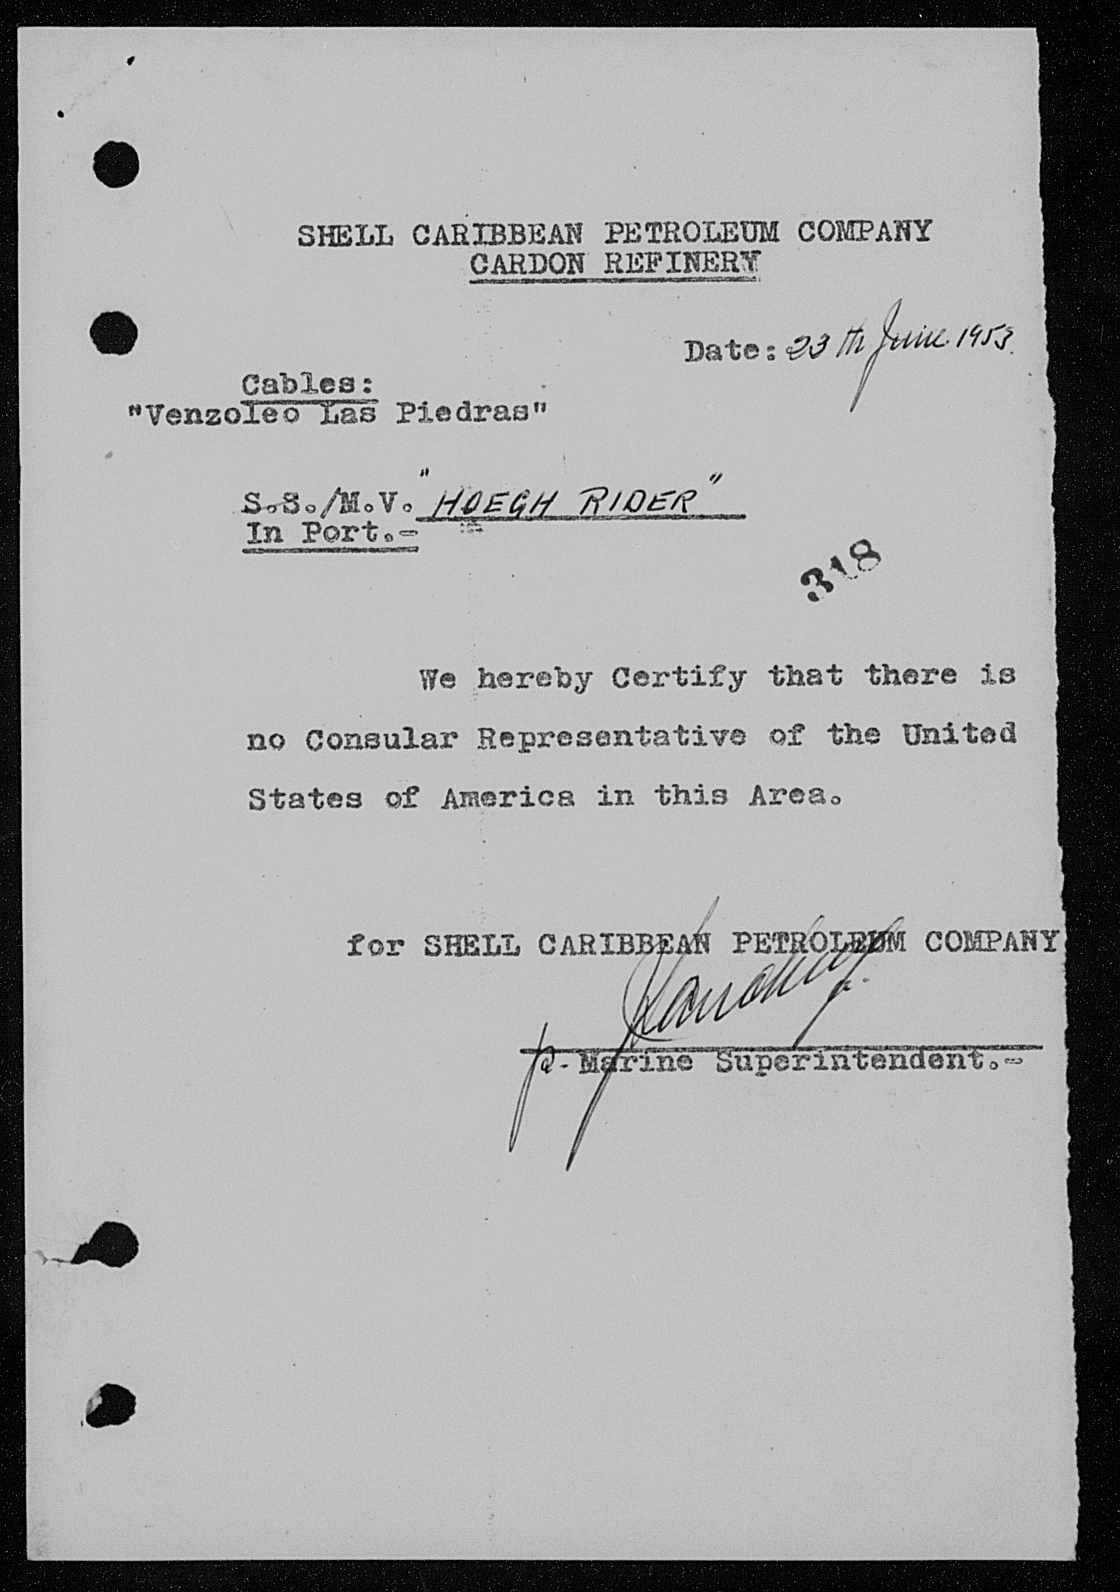 SHELL CARIBBEAN PETROLEUM COMPANY
CARDON REFINERY
Date: 23th June 1953.
Cables:
"Venzoleo Las Piedras"
S.S./M.V. "HOEGH RIDER"
In Port.-
318
We hereby Certify that there is
no Consular Representative of the United
States of America in this Area.
for SHELL CARIBBEAN PETROLEUM COMPANY
p. Marine Superintendent.-